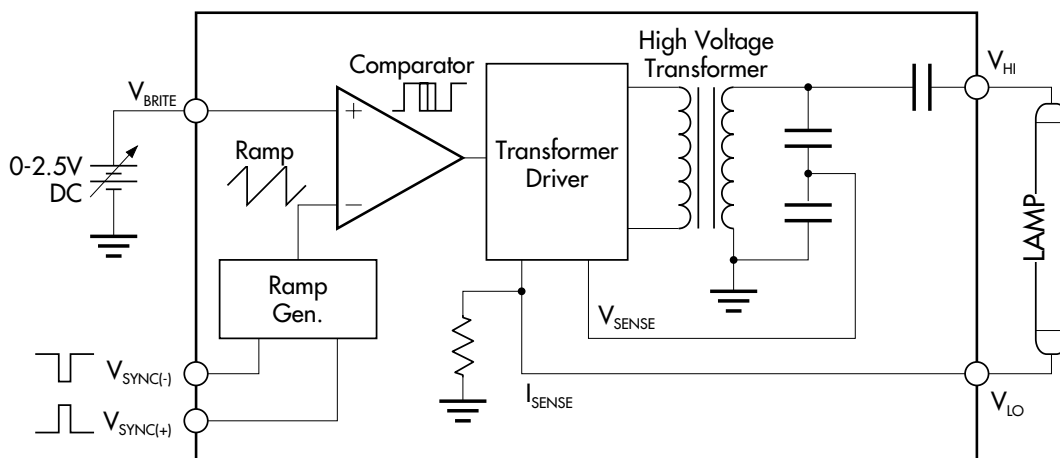 High Voltage
Transformer
Comparator
V_HI
V_BRITE
+
Ramp
Transformer
Driver
0-2.5V
DC
−
LAMP
Ramp
Gen.
V_SENSE
V_SYNC(-)
I_SENSE
V_LO
V_SYNC(+)